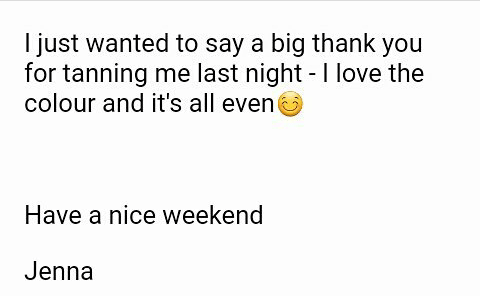 I just wanted to say a big thank you
for tanning me last night - I love the
colour and it's all even😊
Have a nice weekend
Jenna